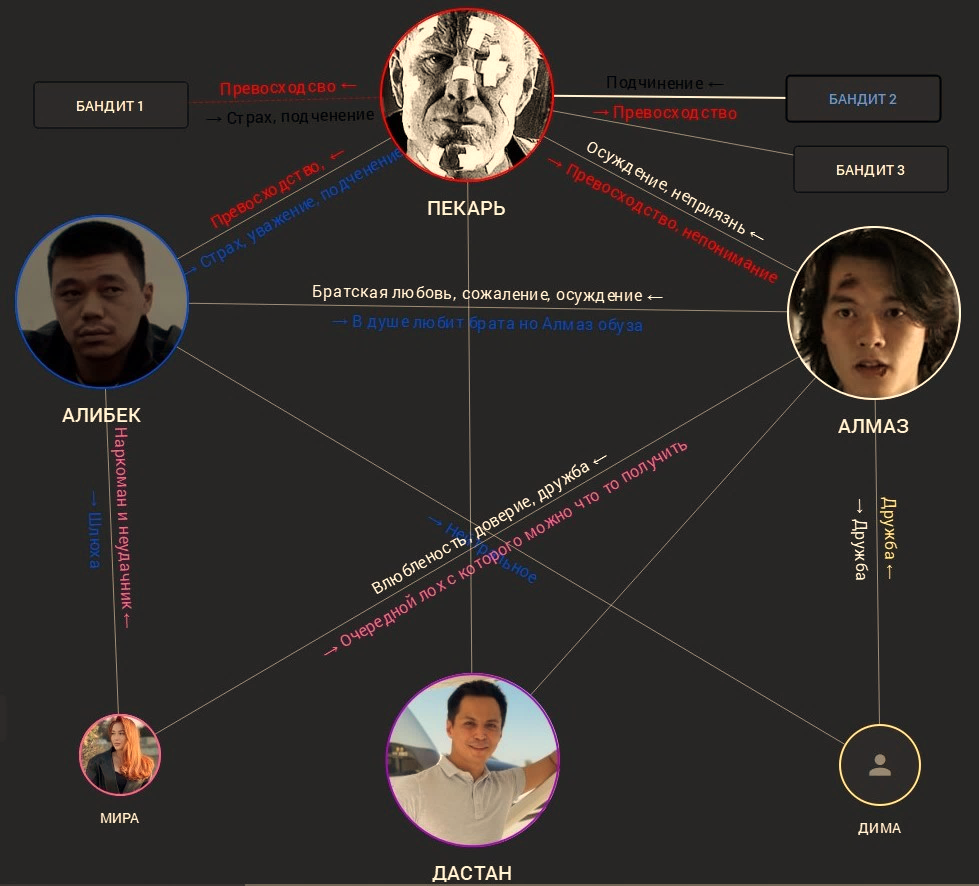 Превосходсво ←
→ Страх, подчинение
БАНДИТ 1
Подчинение ←
→ Превосходство
БАНДИТ 2
БАНДИТ 3
Превосходство, ←
→ Страх, уважение, подченение
ПЕКАРЬ
Осуждение, неприязнь ←
→ Превосходство, непонимание
Братская любовь, сожаление, осуждение ←
→ В душе любит брата но Алмаз обуза
АЛИБЕК
АЛМАЗ
Наркоман и неудачник ←
→ Шлюха
Влюбленость, доверие, дружба ←
→ Очередной лох с которого можно что то получить
→ Нейтральное
Дружба ←
→ Дружба
МИРА
ДАСТАН
ДИМА